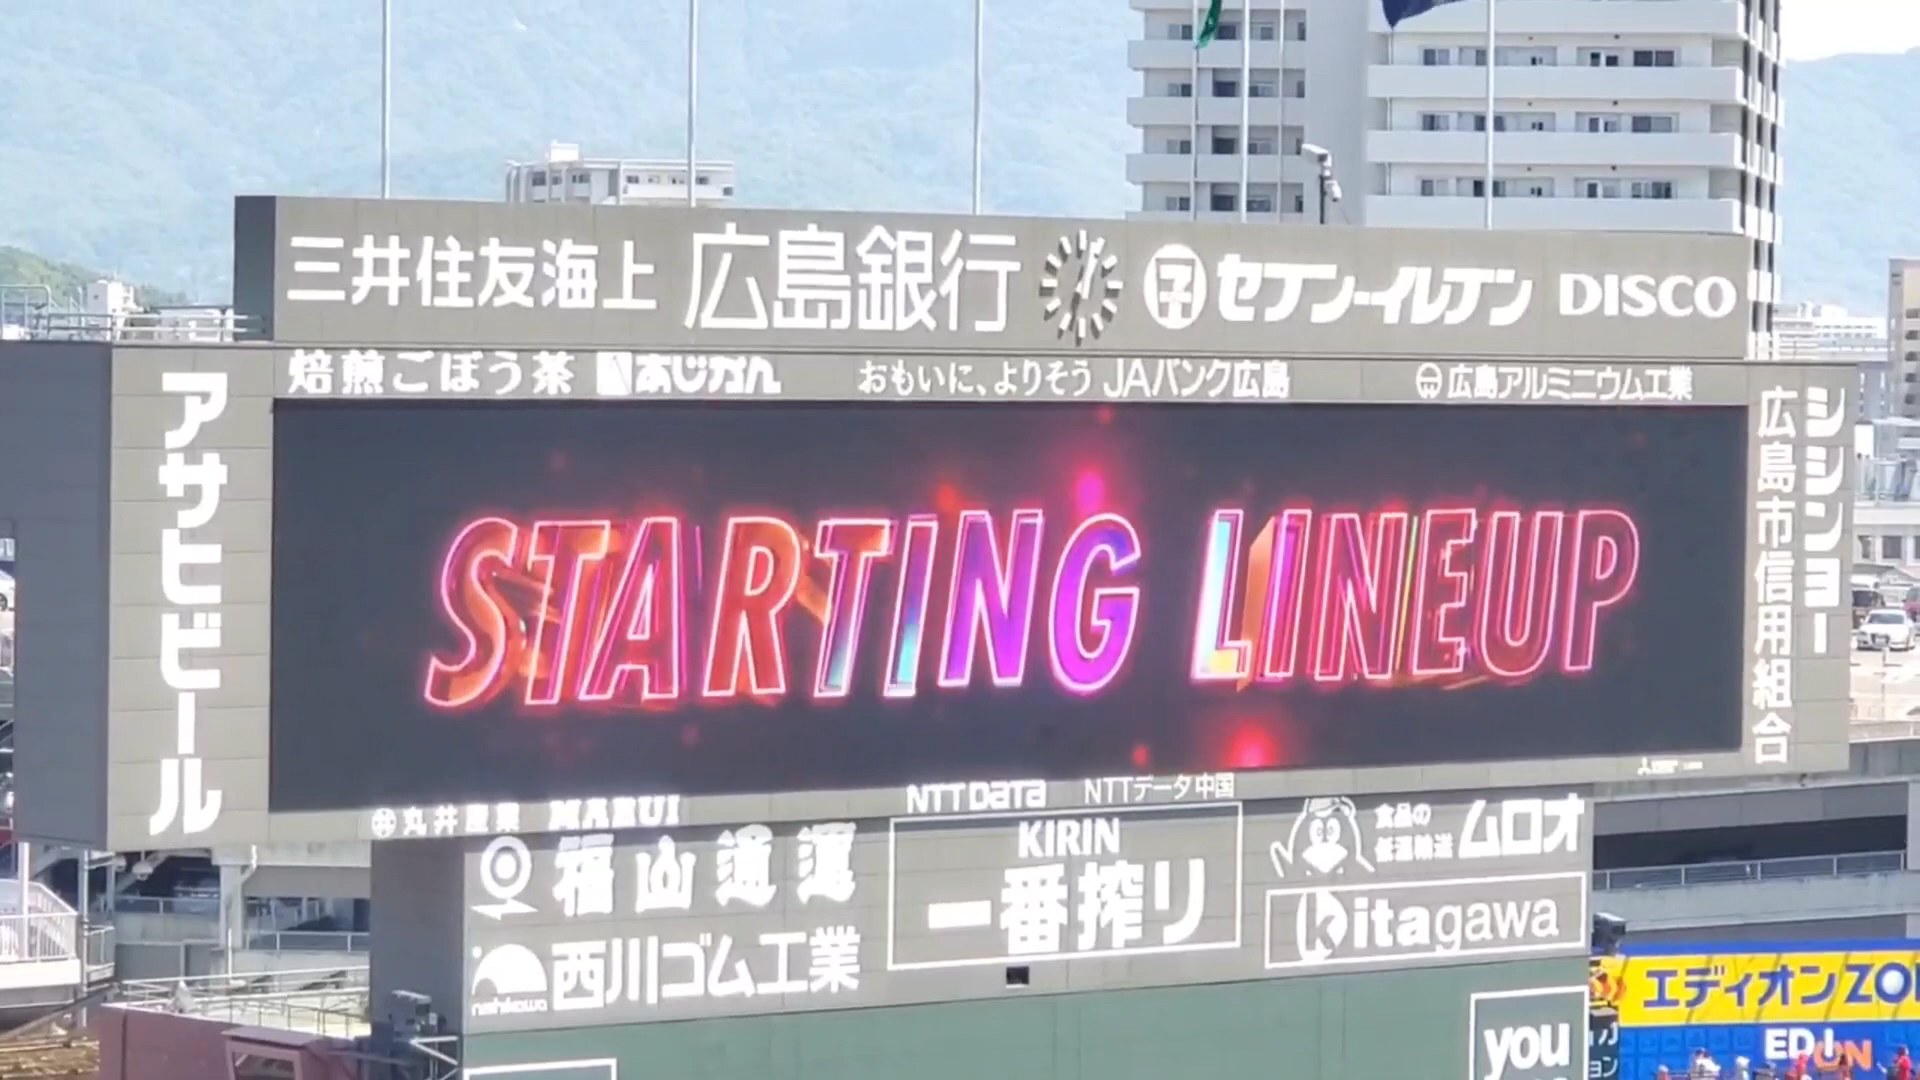 三井住友海上 広島銀行 セブン-イレブン DISCO
焙煎ごぼう茶 あじかん おもいに、よりそう JAバンク広島 広島アルミニウム工業
アサヒビール
STARTING LINEUP
シシンヨー
広島市信用組合
丸井産業 MARUI NTT DATA NTTデータ中国
福山通運
KIRIN
一番搾り
食品の
低温輸送
ムロオ
nishikawa 西川ゴム工業
Kitagawa
エディオン ZO
EDION
you